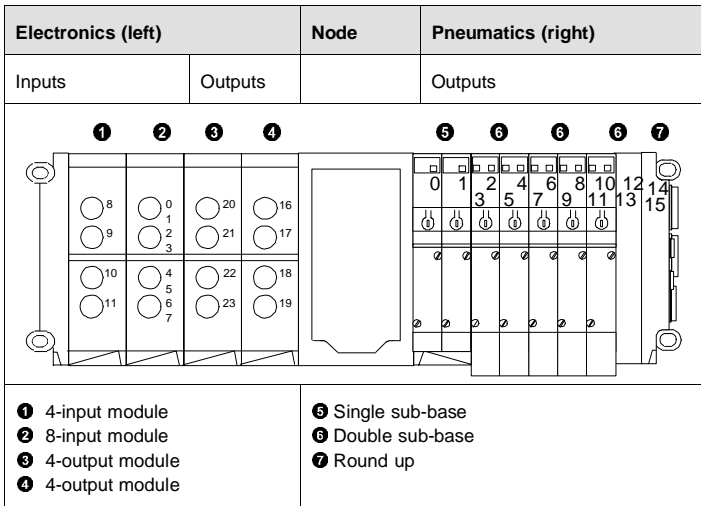 Electronics (left) Node Pneumatics (right)
Inputs Outputs Outputs
1 2 3 4 5 6 6 6 7
0 1 2 4 6 8 10 12 14
3 5 7 9 11 13 15
8 0 20 16
1
9 2 21 17
3
10 4 22 18
5
11 6 23 19
7
1 4-input module
2 8-input module
3 4-output module
4 4-output module
5 Single sub-base
6 Double sub-base
7 Round up